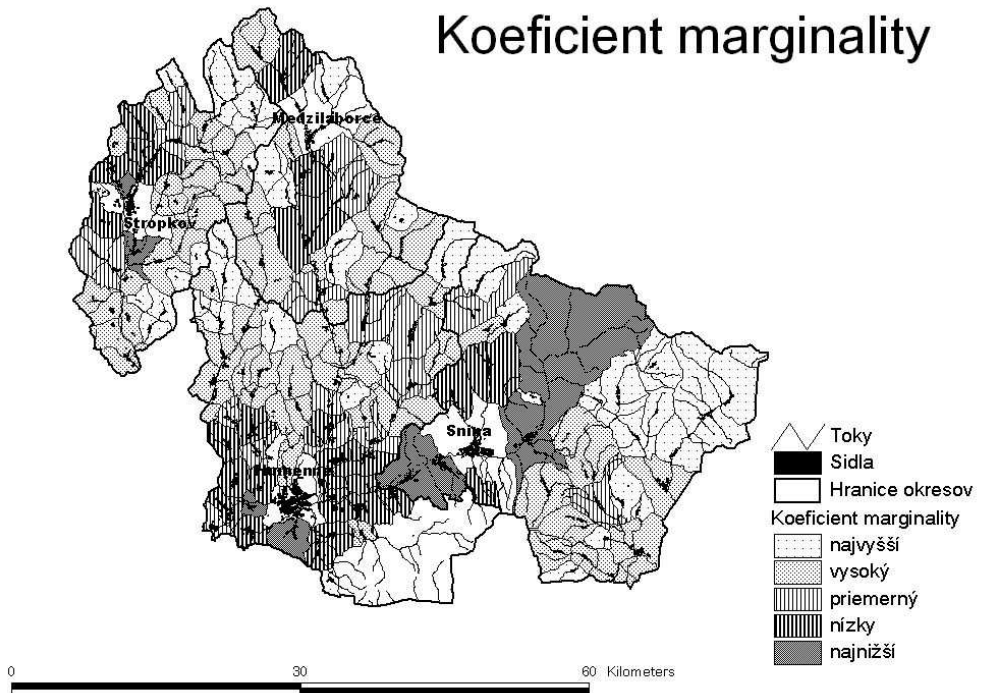 Koeficient marginality
Medzilaborce
Stropkov
Snina
Humenne
Toky
Sidla
Hranice okresov
Koeficient marginality
najvyšší
vysoký
priemerný
nízky
najnižší
0 30 60 Kilometers